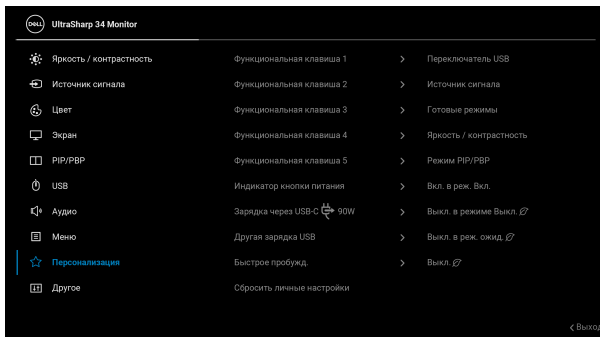 DELL UltraSharp 34 Monitor
Яркость / контрастность Функциональная клавиша 1 Переключатель USB
Источник сигнала Функциональная клавиша 2 Источник сигнала
Цвет Функциональная клавиша 3 Готовые режимы
Экран Функциональная клавиша 4 Яркость / контрастность
PIP/PBP Функциональная клавиша 5 Режим PIP/PBP
USB Индикатор кнопки питания Вкл. в реж. Вкл.
Аудио Зарядка через USB-C 90W Выкл. в режиме Выкл.
Меню Другая зарядка USB Выкл. в реж. ожид.
Персонализация Быстрое пробужд. Выкл.
Другое Сбросить личные настройки
Выход